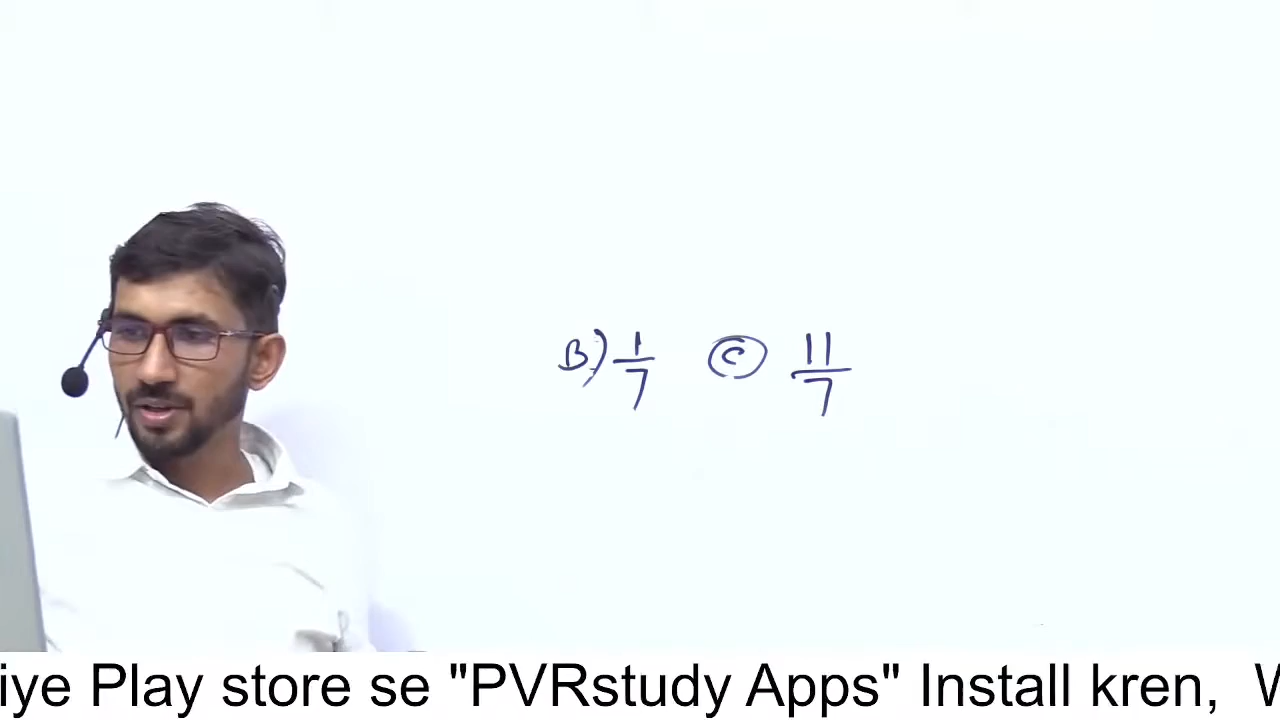 B) 1/7 C 11/7
iye Play store se "PVRstudy Apps" Install kren, W